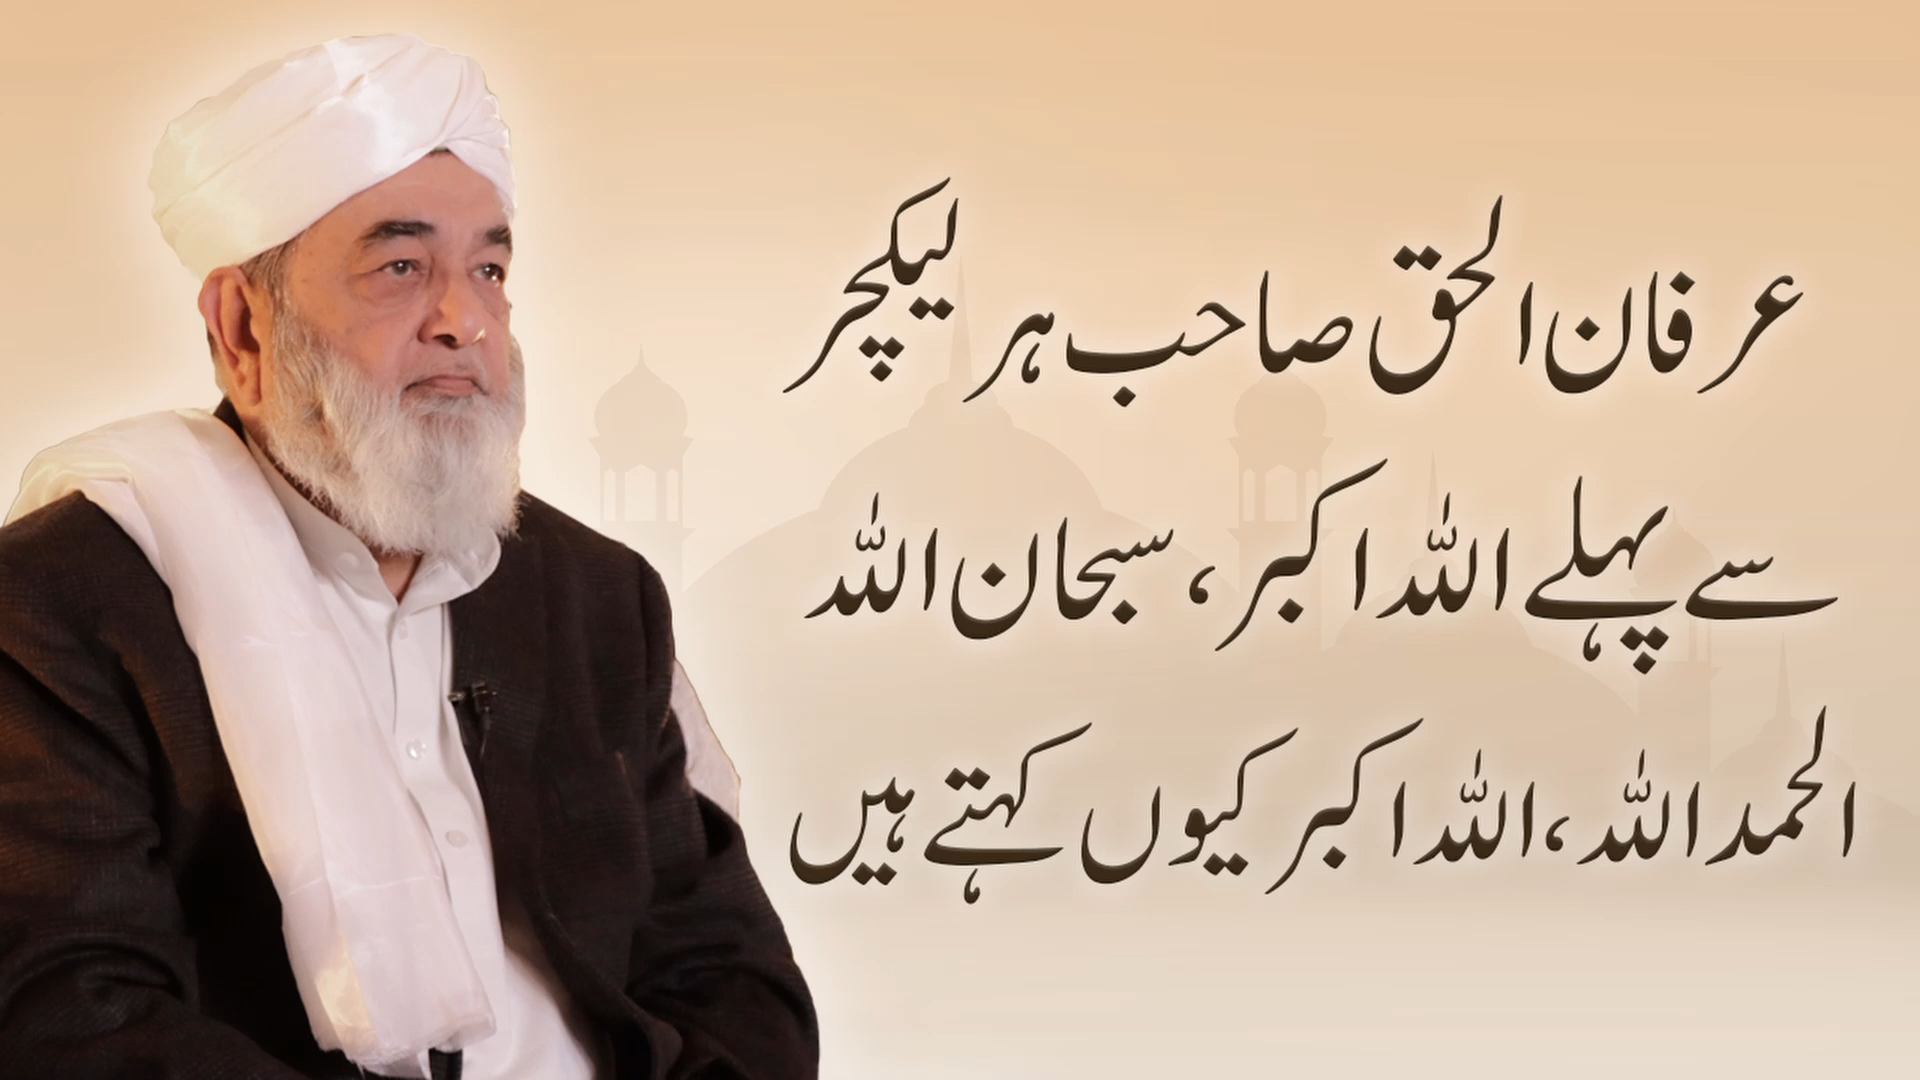 عرفان الحق صاحب ہر لیکچر
سے پہلے اللہ اکبر، سبحان اللہ
الحمد اللہ، اللہ اکبر کیوں کہتے ہیں